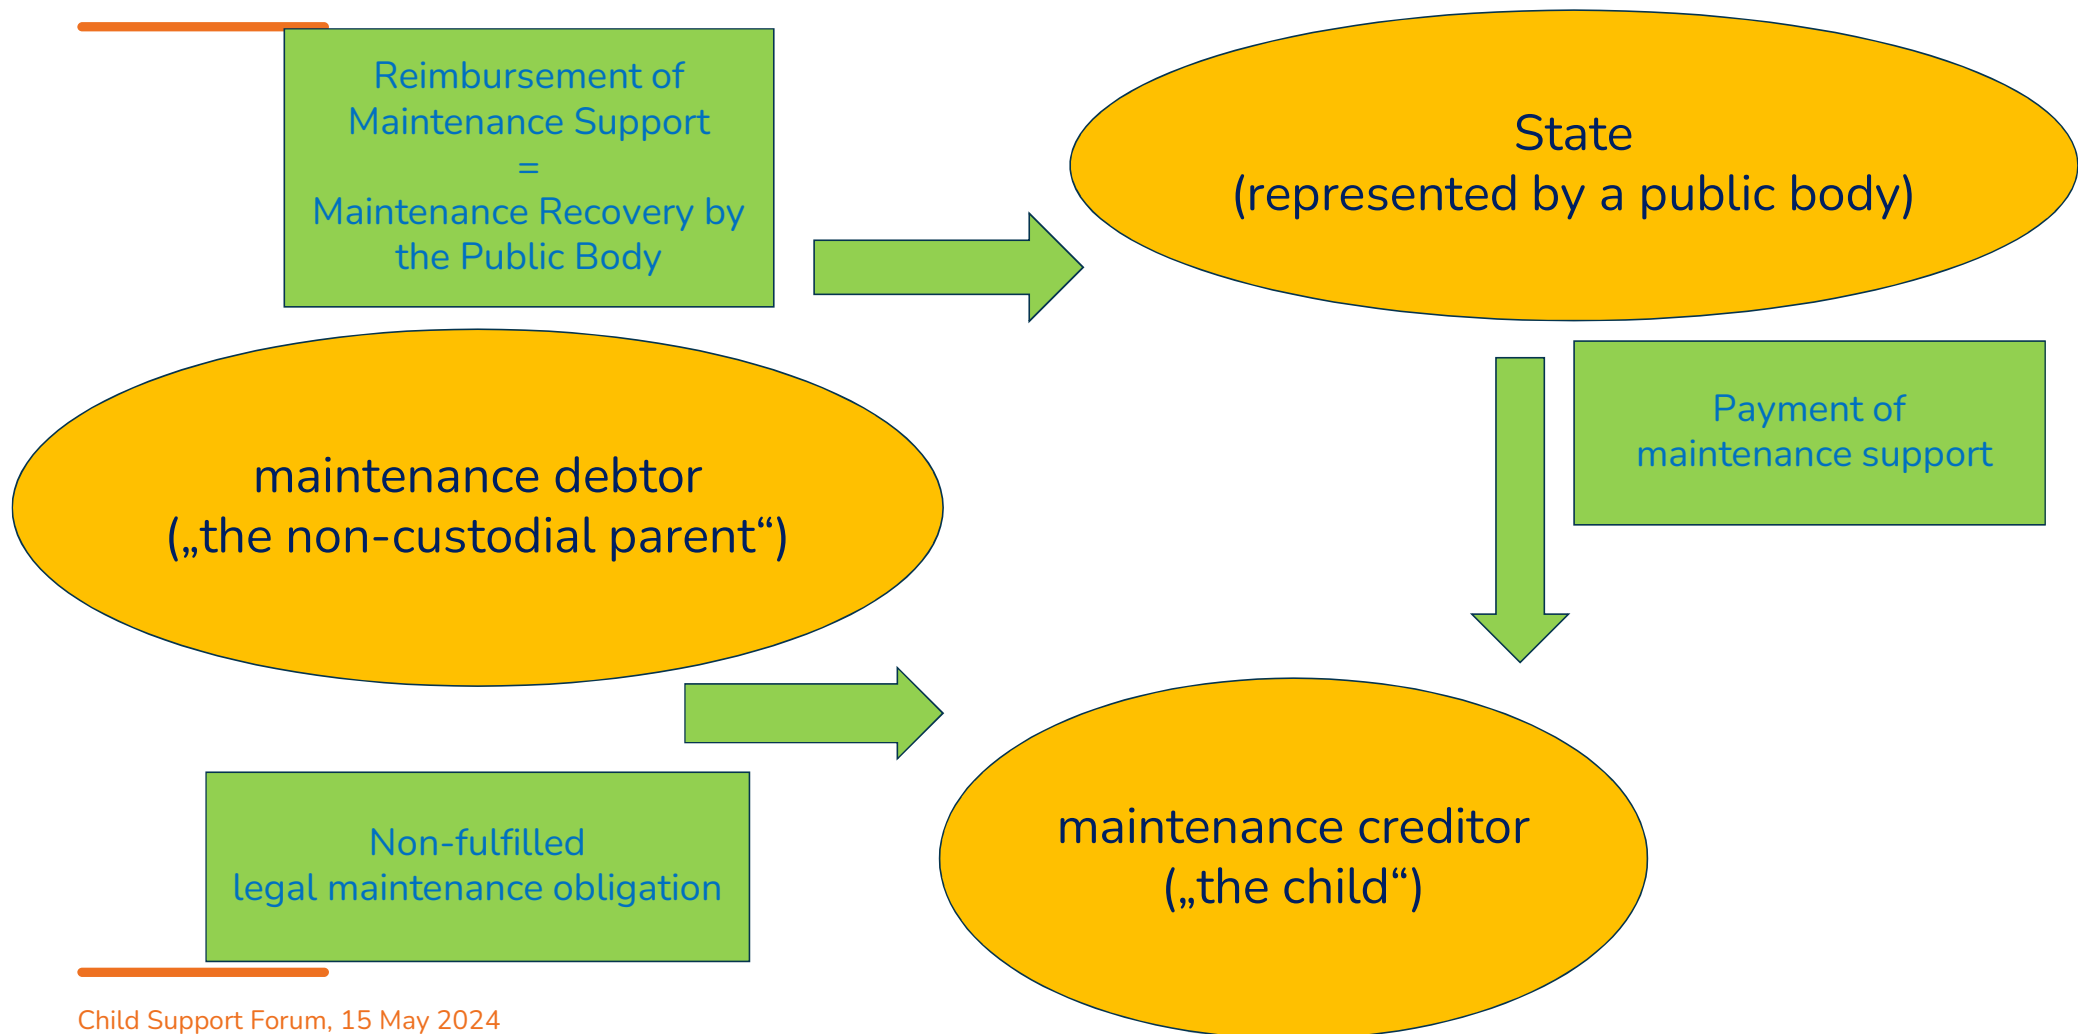 Reimbursement of
Maintenance Support
=
Maintenance Recovery by
the Public Body
State
(represented by a public body)
Payment of
maintenance support
maintenance debtor
(„the non-custodial parent“)
Non-fulfilled
legal maintenance obligation
maintenance creditor
(„the child“)
Child Support Forum, 15 May 2024